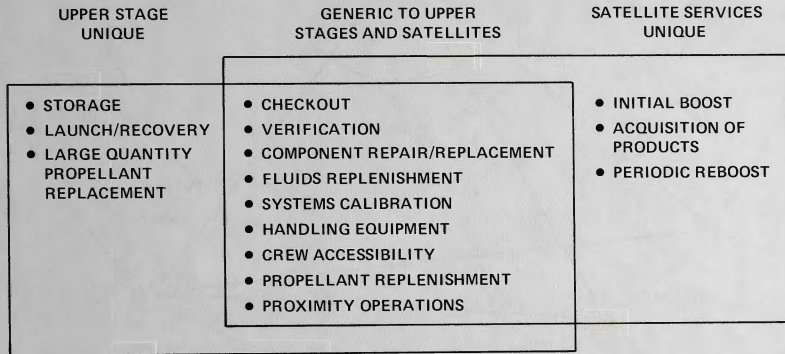 UPPER STAGE
UNIQUE
GENERIC TO UPPER
STAGES AND SATELLITES
SATELLITE SERVICES
UNIQUE
• STORAGE
• LAUNCH/RECOVERY
• LARGE QUANTITY
PROPELLANT
REPLACEMENT
• CHECKOUT
• VERIFICATION
• COMPONENT REPAIR/REPLACEMENT
• FLUIDS REPLENISHMENT
• SYSTEMS CALIBRATION
• HANDLING EQUIPMENT
• CREW ACCESSIBILITY
• PROPELLANT REPLENISHMENT
• PROXIMITY OPERATIONS
• INITIAL BOOST
• ACQUISITION OF
PRODUCTS
• PERIODIC REBOOST